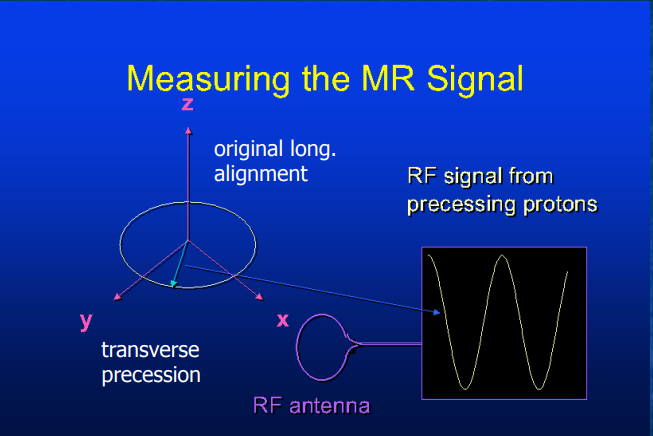 Measuring the MR Signal
z
original long.
alignment
RF signal from
precessing protons
y
x
transverse
precession
RF antenna